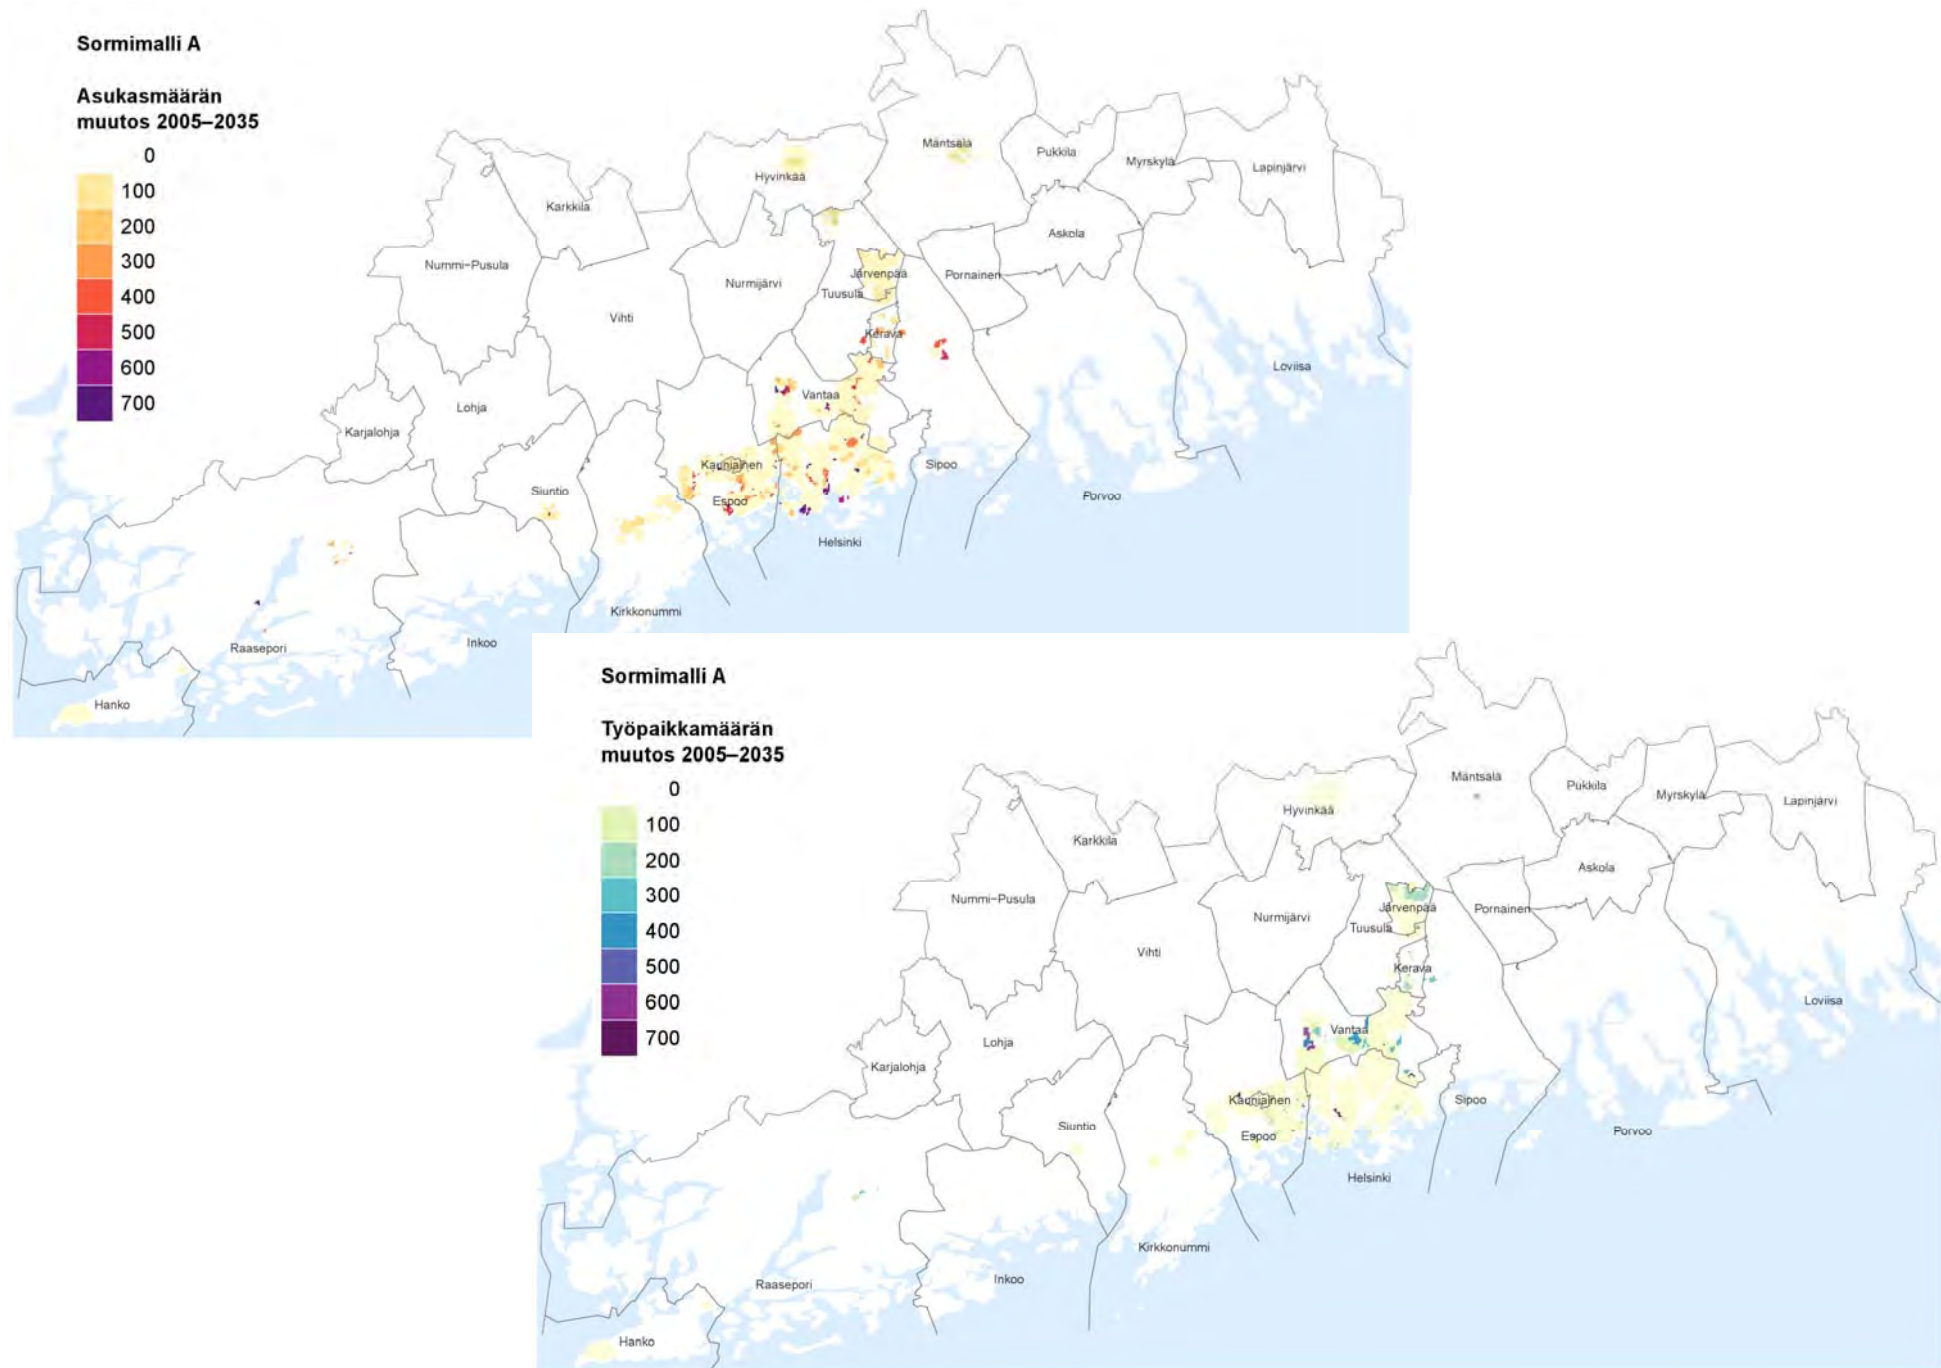 Sormimalli A
Asukasmäärän
muutos 2005–2035
0
100
200
300
400
500
600
700
Mäntsälä
Pukkila
Myrskylä
Lapinjärvi
Hyvinkää
Karkkila
Askola
Nummi-Pusula
Järvenpää
Pornainen
Nurmijärvi
Tuusula
Vihti
Kerava
Loviisa
Vantaa
Lohja
Karjalohja
Kauniainen
Sipoo
Siuntio
Espoo
Porvoo
Helsinki
Kirkkonummi
Inkoo
Raasepori
Hanko
Sormimalli A
Työpaikkamäärän
muutos 2005–2035
0
100
200
300
400
500
600
700
Mäntsälä
Pukkila
Myrskylä
Lapinjärvi
Hyvinkää
Karkkila
Askola
Nummi-Pusula
Järvenpää
Pornainen
Nurmijärvi
Tuusula
Vihti
Kerava
Loviisa
Vantaa
Lohja
Karjalohja
Kauniainen
Sipoo
Siuntio
Espoo
Porvoo
Helsinki
Kirkkonummi
Inkoo
Raasepori
Hanko